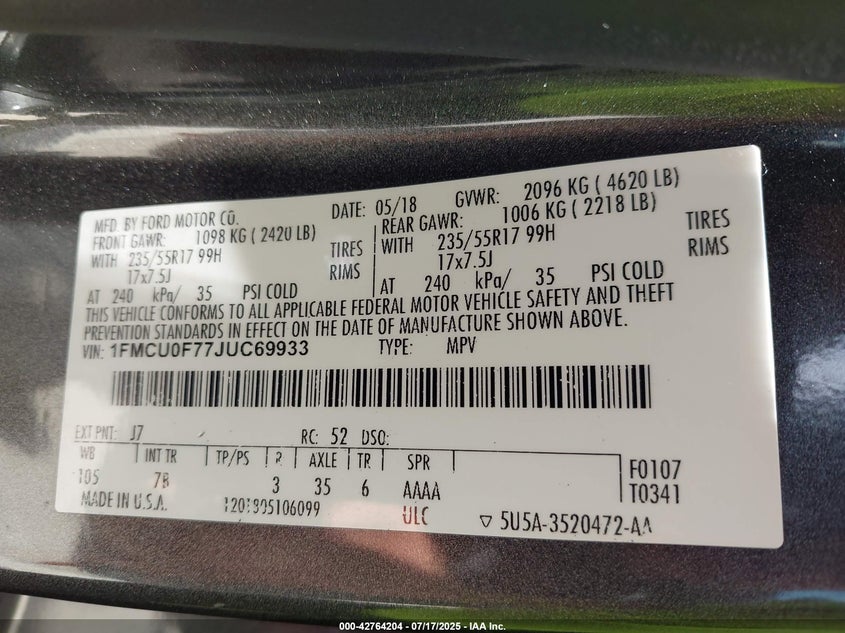 MFD. BY FORD MOTOR CO. DATE: 05/18 GVWR: 2096 KG ( 4620 LB)
FRONT GAWR: 1098 KG ( 2420 LB) REAR GAWR: 1006 KG ( 2218 LB)
WITH 235/55R17 99H TIRES WITH 235/55R17 99H TIRES
17x7.5J RIMS 17x7.5J RIMS
AT 240 kPa/ 35 PSI COLD AT 240 kPa/ 35 PSI COLD
THIS VEHICLE CONFORMS TO ALL APPLICABLE FEDERAL MOTOR VEHICLE SAFETY AND THEFT
PREVENTION STANDARDS IN EFFECT ON THE DATE OF MANUFACTURE SHOWN ABOVE.
VIN: 1FMCU0F77JUC69933 TYPE: MPV
EXT PNT: J7 RC: 52 DSO:
WB INT TR TP/PS R AXLE TR SPR F0107
105 7B 3 35 6 AAAA T0341
MADE IN U.S.A. ULC ▽ 5U5A-3520472-AA
000-42764204 - 07/17/2025 - IAA Inc.